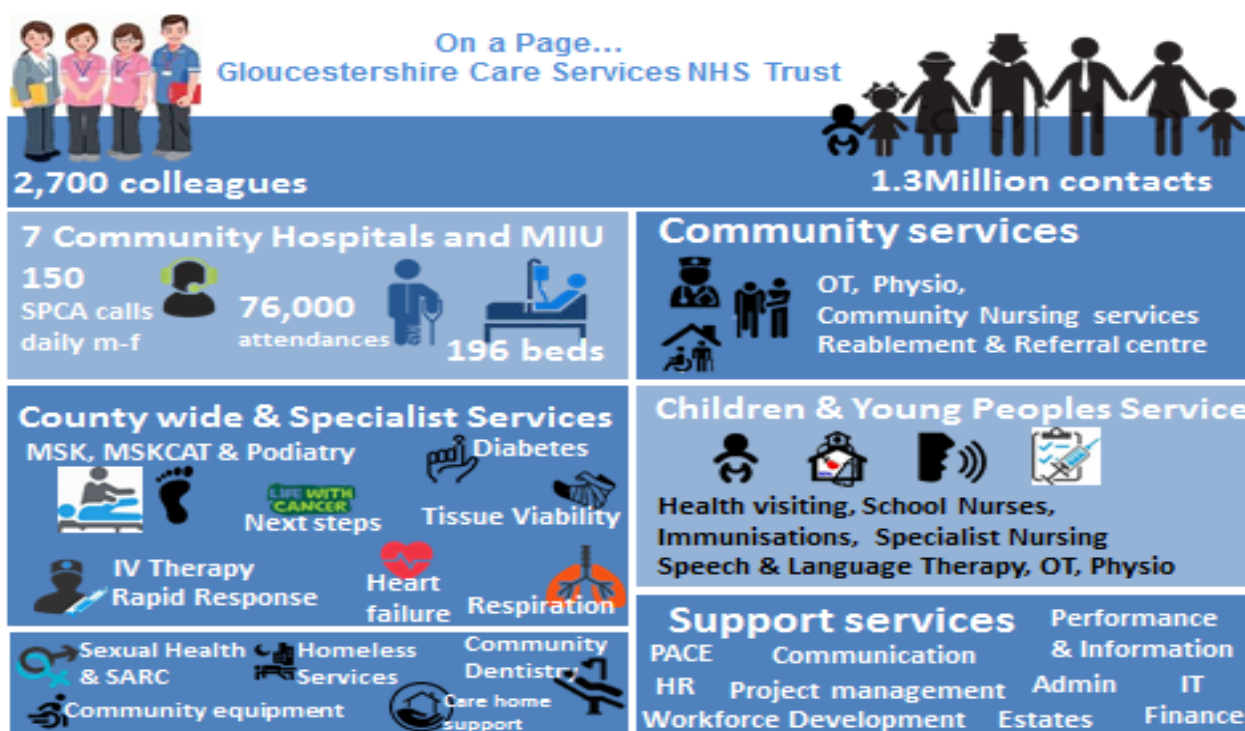 On a Page...
Gloucestershire Care Services NHS Trust
2,700 colleagues
1.3Million contacts
7 Community Hospitals and MIIU
150
SPCA calls
daily m-f
76,000
attendances
196 beds
Community services
OT, Physio,
Community Nursing services
Reablement & Referral centre
County wide & Specialist Services
MSK, MSKCAT & Podiatry
Diabetes
LIFE WITH
CANCER
Next steps
Tissue Viability
IV Therapy
Rapid Response
Heart
failure
Respiration
Children & Young Peoples Service
Health visiting, School Nurses,
Immunisations, Specialist Nursing
Speech & Language Therapy, OT, Physio
Sexual Health
& SARC
Homeless
Services
Community
Dentistry
Community equipment
Care home
support
Support services
Performance
& Information
PACE
Communication
HR
Project management
Admin
IT
Workforce Development
Estates
Finance